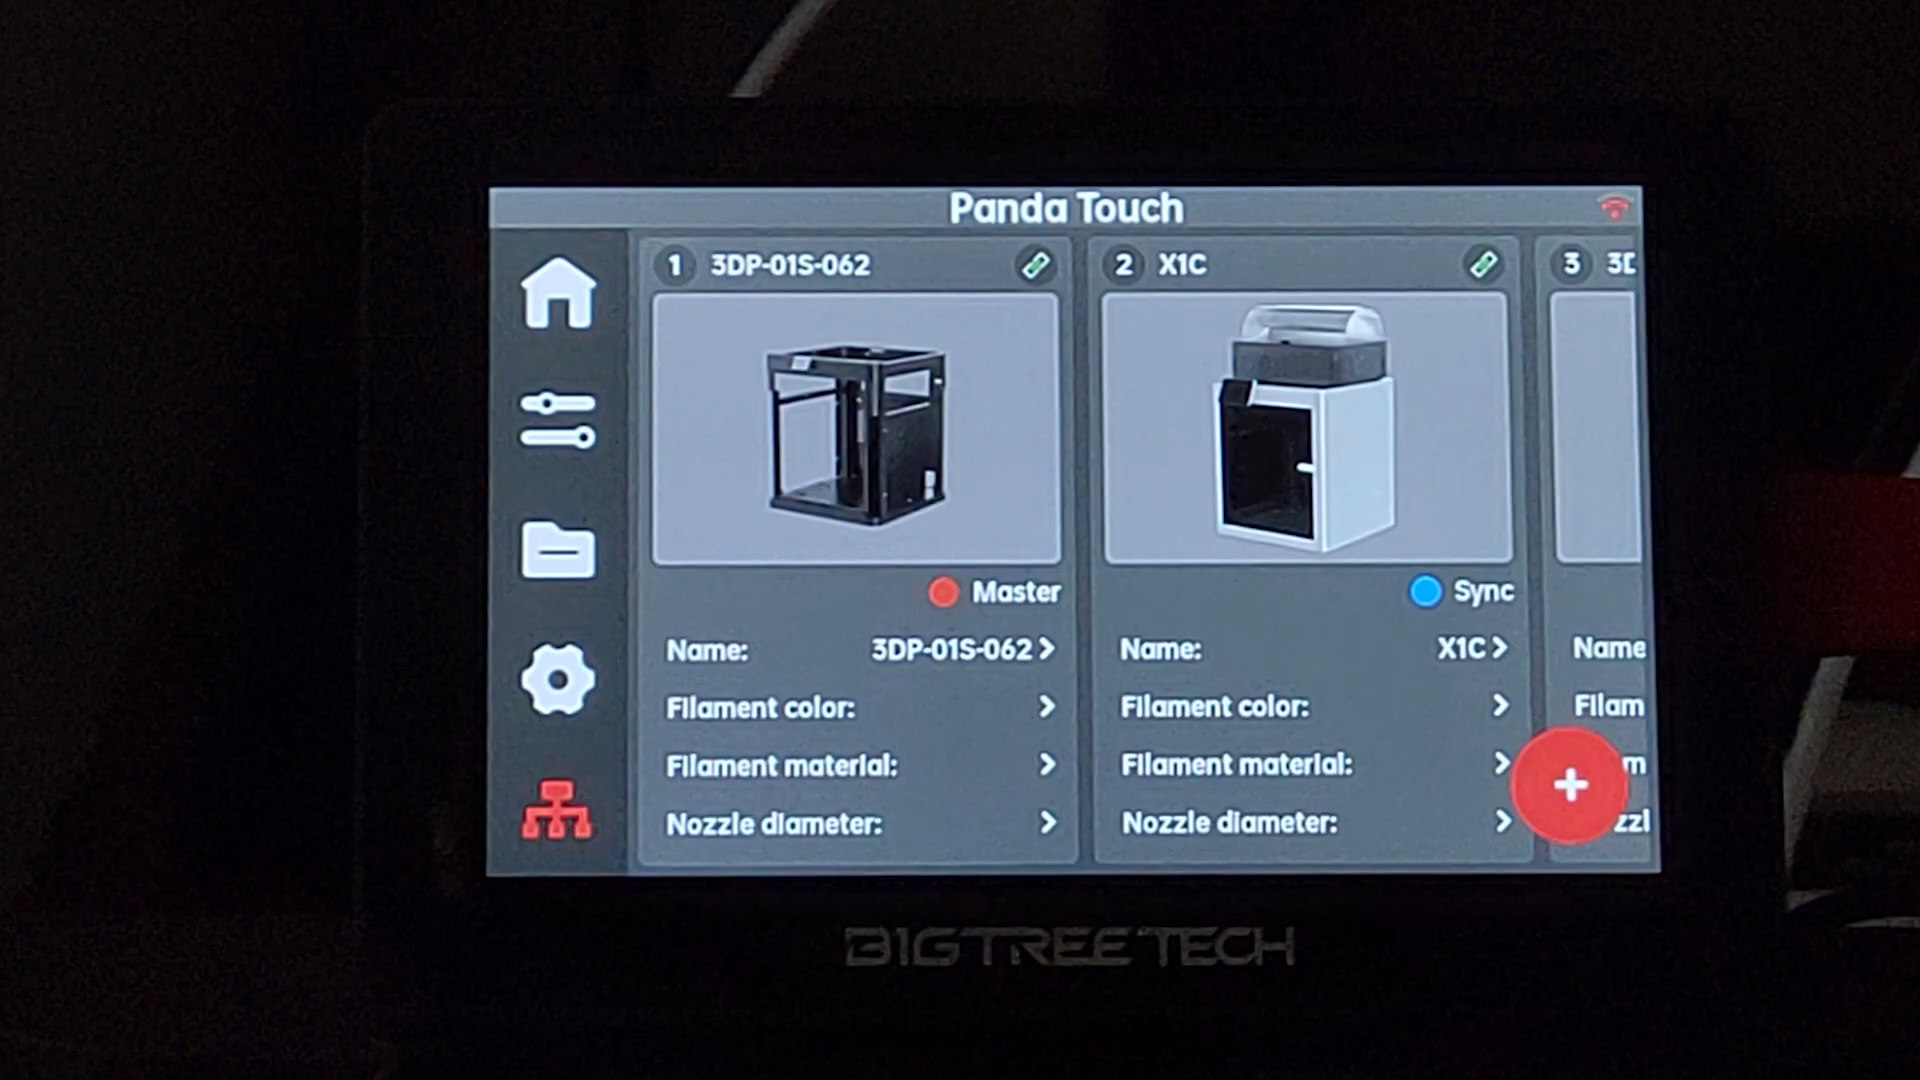 Panda Touch
1 3DP-01S-062
2 X1C
3 3D
Master
Sync
Name: 3DP-01S-062
Name: X1C
Name
Filament color:
Filament color:
Filam
Filament material:
Filament material:
m
Nozzle diameter:
Nozzle diameter:
zzl
+
BIGTREETECH